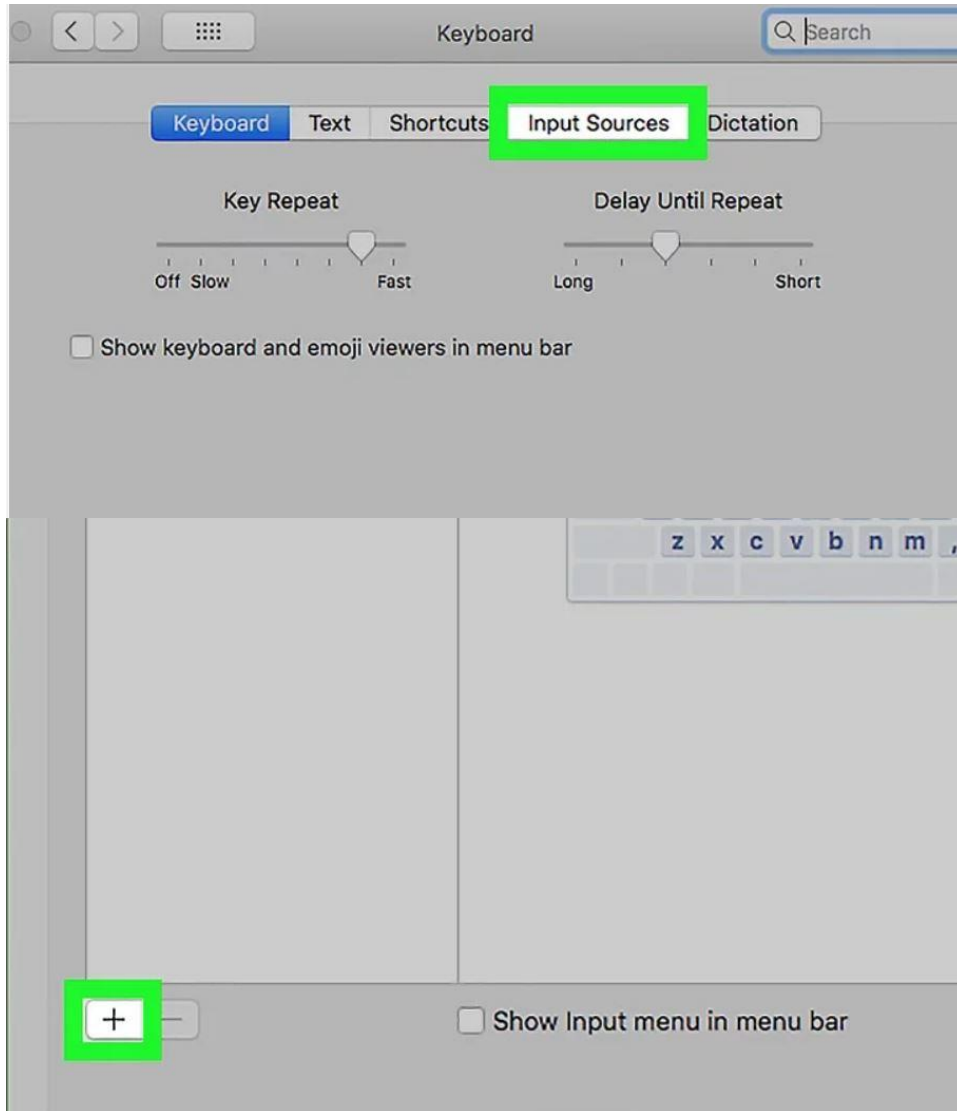 Keyboard
Search
Keyboard Text Shortcuts Input Sources Dictation
Key Repeat Delay Until Repeat
Off Slow Fast Long Short
Show keyboard and emoji viewers in menu bar
z x c v b n m ,
+ −
Show Input menu in menu bar